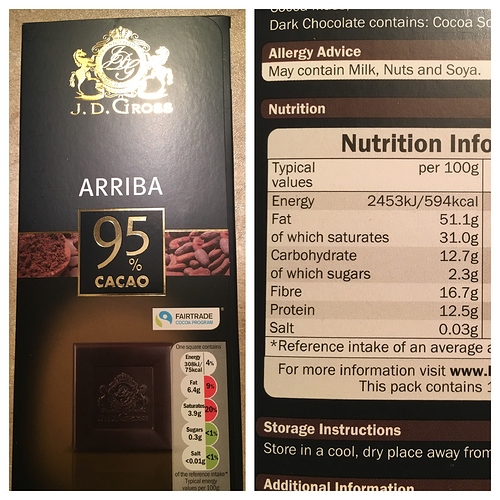 J. D. GROSS
ARRIBA
95
%
CACAO
FAIRTRADE
COCOA PROGRAM
One square contains
Energy
308kJ/
75kcal
4%
Fat
6.4g
9%
Saturates
3.9g
20%
Sugars
0.3g
<1%
Salt
<0.01g
<1%
of the reference intake*
Typical energy
values per 100g
Dark Chocolate contains: Cocoa So
Allergy Advice
May contain Milk, Nuts and Soya.
Nutrition
Nutrition Info
Typical values per 100g
Energy 2453kJ/594kcal
Fat 51.1g
of which saturates 31.0g
Carbohydrate 12.7g
of which sugars 2.3g
Fibre 16.7g
Protein 12.5g
Salt 0.03g
*Reference intake of an average a
For more information visit www.l
This pack contains 1
Storage Instructions
Store in a cool, dry place away from
Additional Information